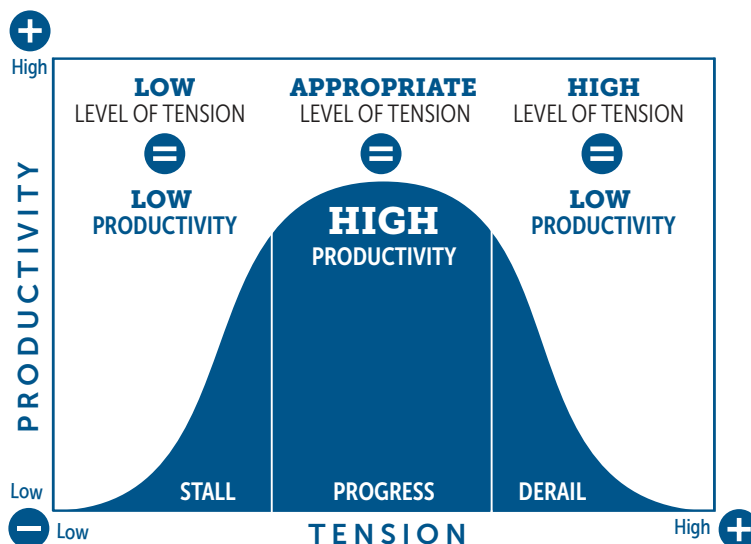 High
LOW
LEVEL OF TENSION
LOW
PRODUCTIVITY
APPROPRIATE
LEVEL OF TENSION
HIGH
PRODUCTIVITY
HIGH
LEVEL OF TENSION
LOW
PRODUCTIVITY
PRODUCTIVITY
STALL
PROGRESS
DERAIL
Low
Low
TENSION
High